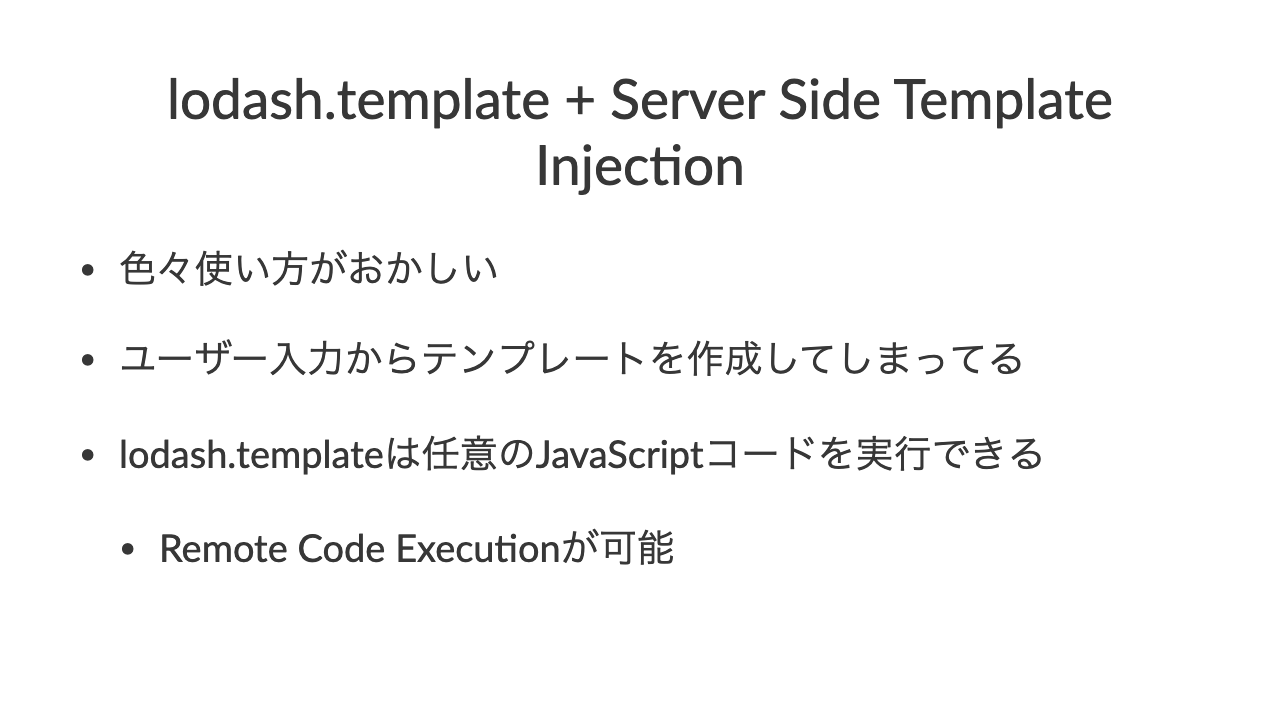 lodash.template + Server Side Template
Injection
• 色々使い方がおかしい
• ユーザー入力からテンプレートを作成してしまってる
• lodash.templateは任意のJavaScriptコードを実行できる
• Remote Code Executionが可能